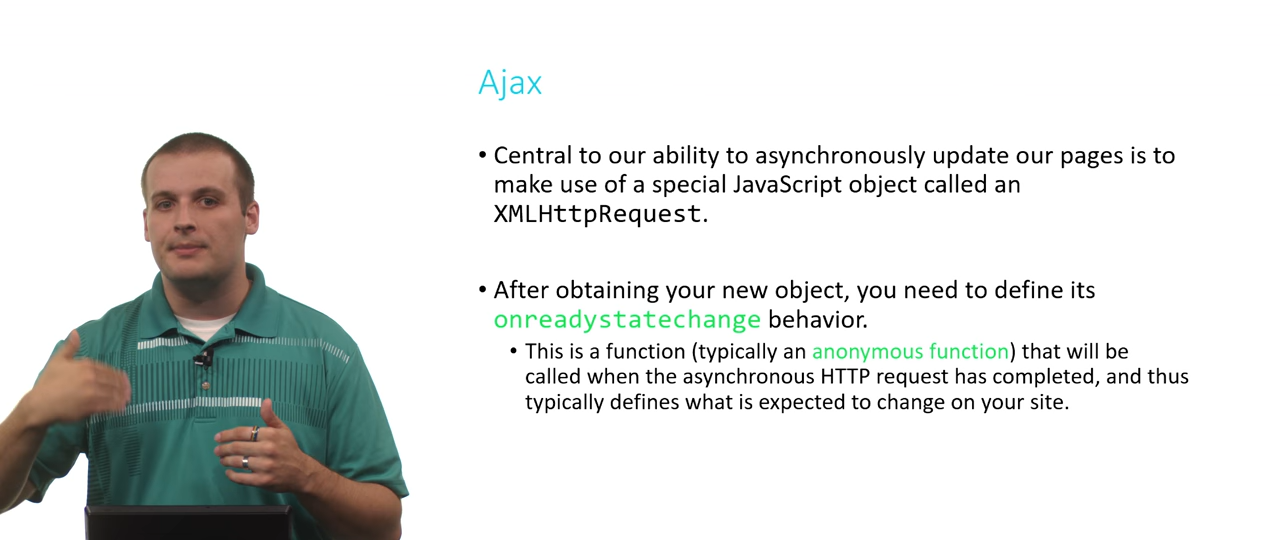 Ajax
• Central to our ability to asynchronously update our pages is to
make use of a special JavaScript object called an
XMLHttpRequest.
• After obtaining your new object, you need to define its
onreadystatechange behavior.
• This is a function (typically an anonymous function) that will be
called when the asynchronous HTTP request has completed, and thus
typically defines what is expected to change on your site.